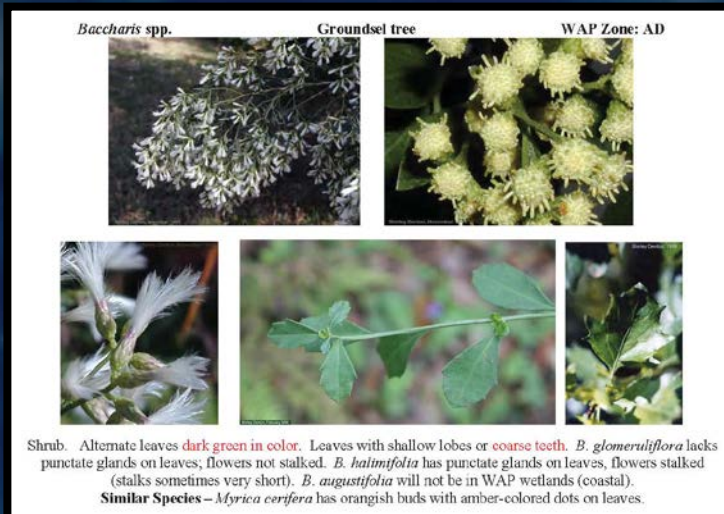 Baccharis spp. Groundsel tree WAP Zone: AD
Shrub. Alternate leaves dark green in color. Leaves with shallow lobes or coarse teeth. B. glomeruliflora lacks
punctate glands on leaves; flowers not stalked. B. halimifolia has punctate glands on leaves, flowers stalked
(stalks sometimes very short). B. augustifolia will not be in WAP wetlands (coastal).
Similar Species – Myrica cerifera has orangish buds with amber-colored dots on leaves.